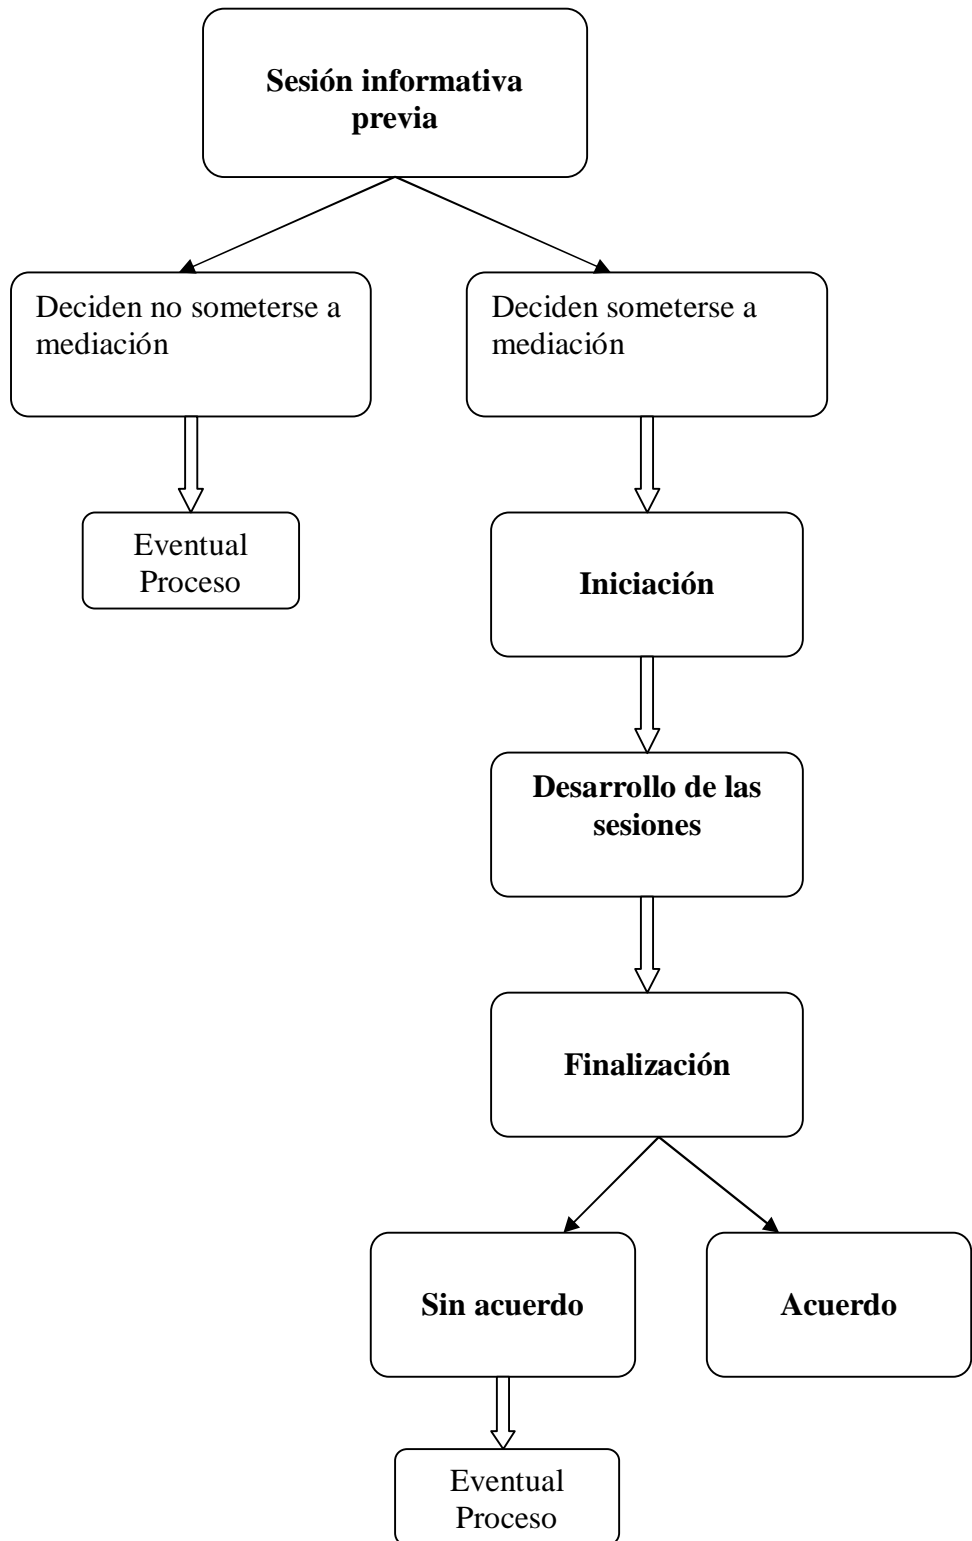 Sesión informativa
previa
Deciden no someterse a
mediación
Deciden someterse a
mediación
Eventual
Proceso
Iniciación
Desarrollo de las
sesiones
Finalización
Sin acuerdo
Acuerdo
Eventual
Proceso